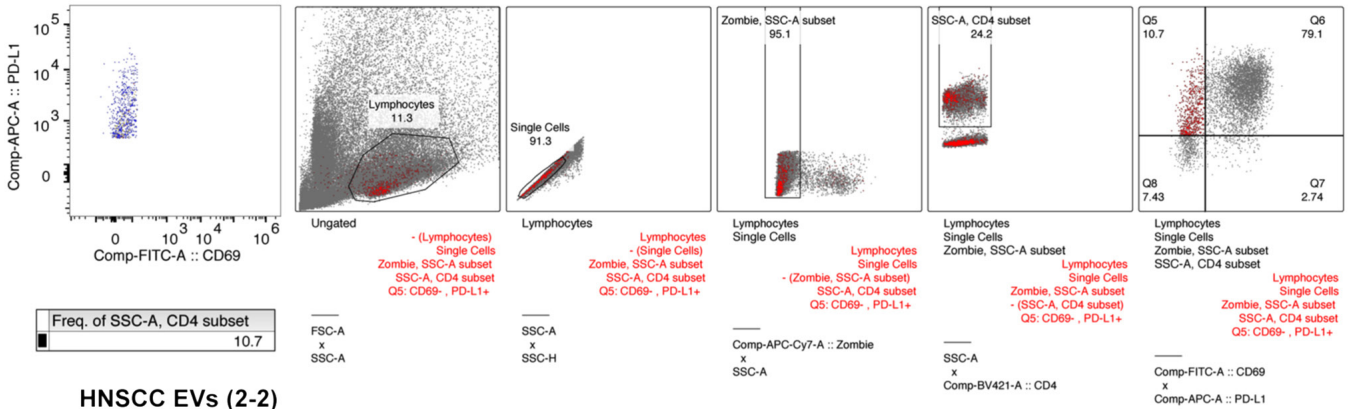 Comp-APC-A :: PD-L1
10^5
10^4
10^3
0
0
10^3
10^4
10^6
Comp-FITC-A :: CD69
Freq. of SSC-A, CD4 subset
10.7
HNSCC EVs (2-2)
Lymphocytes
11.3
Ungated
- (Lymphocytes)
Single Cells
Zombie, SSC-A subset
SSC-A, CD4 subset
Q5: CD69- , PD-L1+
FSC-A
x
SSC-A
Single Cells
91.3
Lymphocytes
Lymphocytes
- (Single Cells)
Zombie, SSC-A subset
SSC-A, CD4 subset
Q5: CD69- , PD-L1+
SSC-A
x
SSC-H
Zombie, SSC-A subset
95.1
Lymphocytes
Single Cells
Lymphocytes
Single Cells
- (Zombie, SSC-A subset)
SSC-A, CD4 subset
Q5: CD69- , PD-L1+
Comp-APC-Cy7-A :: Zombie
x
SSC-A
SSC-A, CD4 subset
24.2
Lymphocytes
Single Cells
Zombie, SSC-A subset
Lymphocytes
Single Cells
Zombie, SSC-A subset
- (SSC-A, CD4 subset)
Q5: CD69- , PD-L1+
SSC-A
x
Comp-BV421-A :: CD4
Q5
10.7
Q6
79.1
Q8
7.43
Q7
2.74
Lymphocytes
Single Cells
Zombie, SSC-A subset
SSC-A, CD4 subset
Lymphocytes
Single Cells
Zombie, SSC-A subset
SSC-A, CD4 subset
Q5: CD69- , PD-L1+
Comp-FITC-A :: CD69
x
Comp-APC-A :: PD-L1